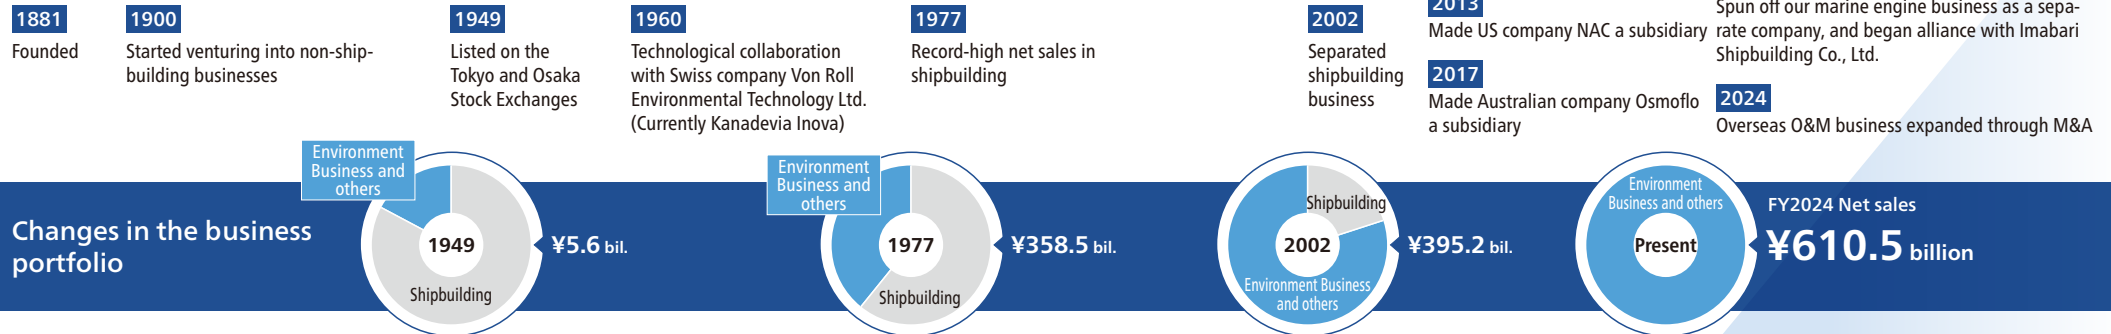 1881
Founded
1900
Started venturing into non-ship-
building businesses
1949
Listed on the
Tokyo and Osaka
Stock Exchanges
1960
Technological collaboration
with Swiss company Von Roll
Environmental Technology Ltd.
(Currently Kanadevia Inova)
1977
Record-high net sales in
shipbuilding
2002
Separated
shipbuilding
business
2013
Made US company NAC a subsidiary
2017
Made Australian company Osmoflo
a subsidiary
Spun off our marine engine business as a sepa-
rate company, and began alliance with Imabari
Shipbuilding Co., Ltd.
2024
Overseas O&M business expanded through M&A
Changes in the business
portfolio
Environment
Business and
others
1949
Shipbuilding
¥5.6 bil.
Environment
Business and
others
1977
Shipbuilding
¥358.5 bil.
Shipbuilding
2002
Environment Business
and others
¥395.2 bil.
Environment
Business and others
Present
FY2024 Net sales
¥610.5 billion